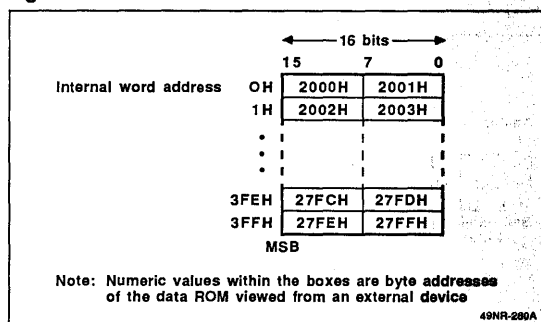 16 bits
15 7 0
Internal word address 0H 2000H 2001H
1H 2002H 2003H
3FEH 27FCH 27FDH
3FFH 27FEH 27FFH
MSB
Note: Numeric values within the boxes are byte addresses
of the data ROM viewed from an external device
49NR-280A